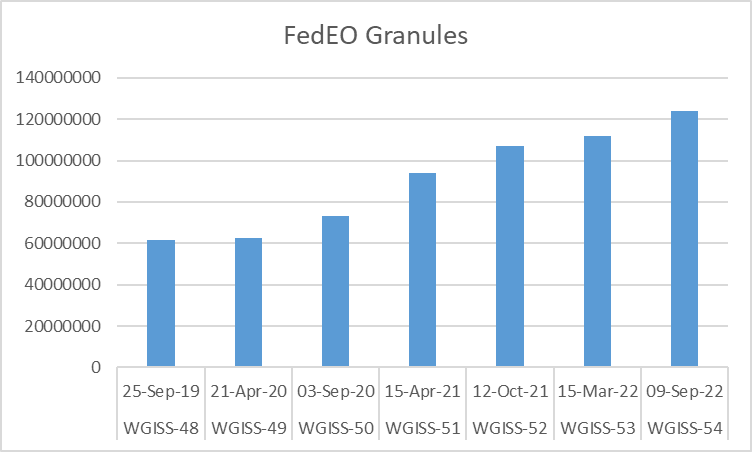 FedEO Granules
140000000
120000000
100000000
80000000
60000000
40000000
20000000
0
25-Sep-19 21-Apr-20 03-Sep-20 15-Apr-21 12-Oct-21 15-Mar-22 09-Sep-22
WGISS-48 WGISS-49 WGISS-50 WGISS-51 WGISS-52 WGISS-53 WGISS-54